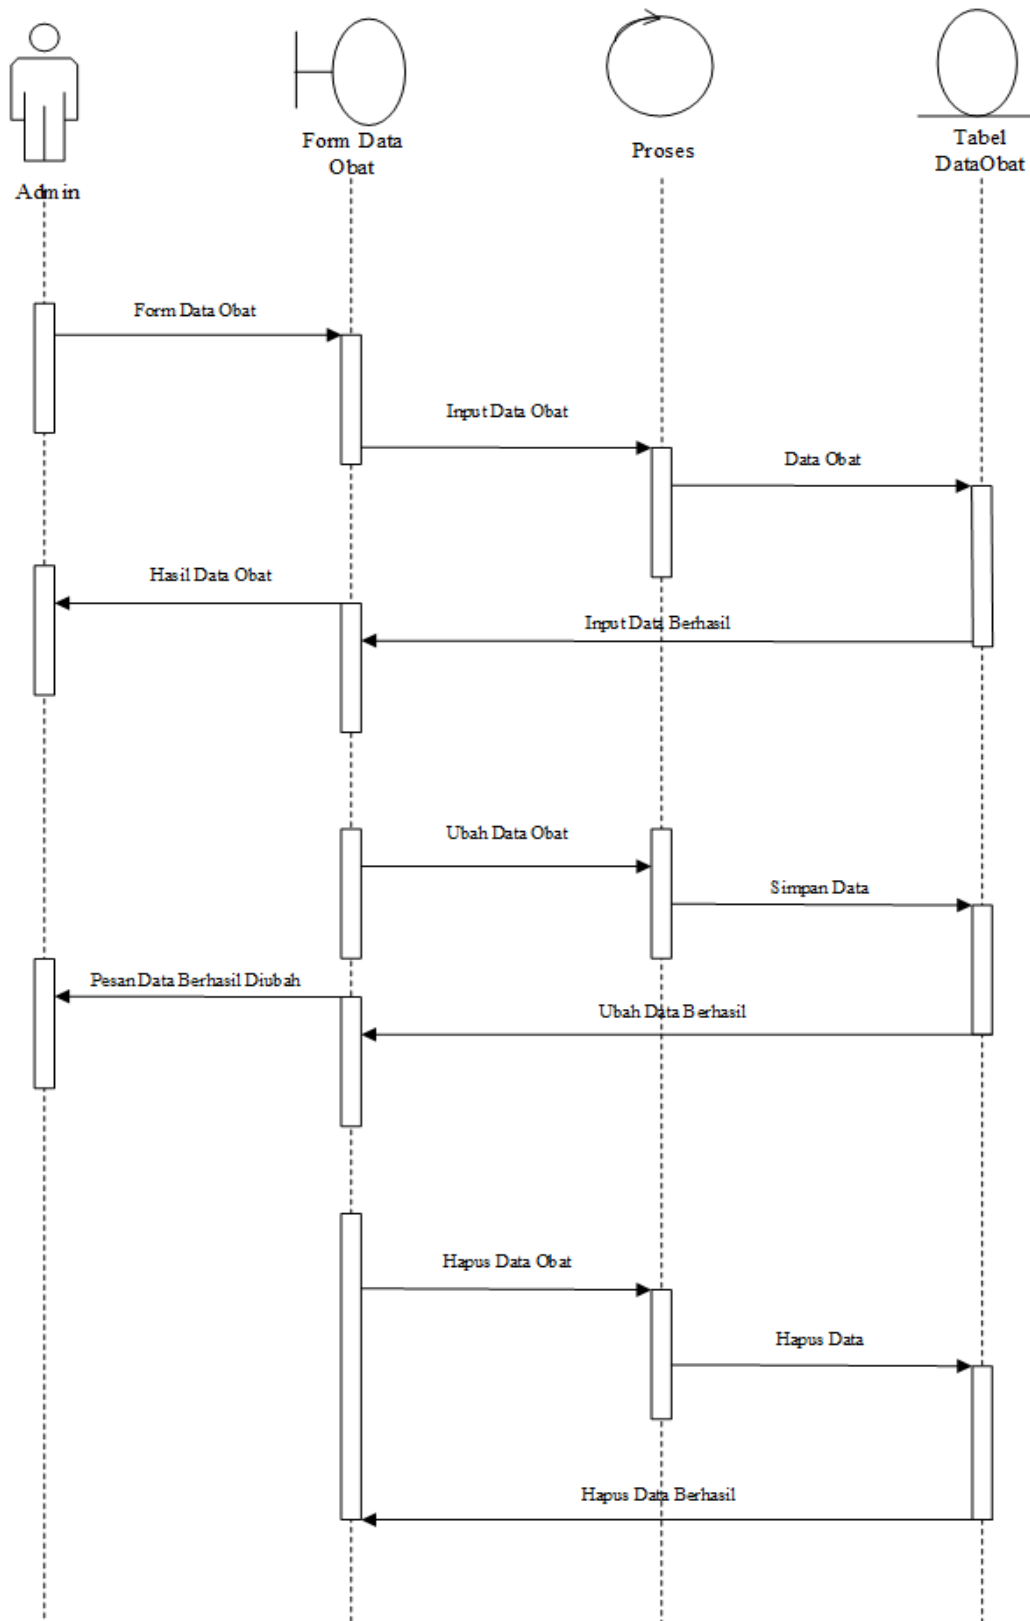 Admin
Form Data
Obat
Proses
Tabel
DataObat
Form Data Obat
Input Data Obat
Data Obat
Hasil Data Obat
Input Data Berhasil
Ubah Data Obat
Simpan Data
Pesan Data Berhasil Diubah
Ubah Data Berhasil
Hapus Data Obat
Hapus Data
Hapus Data Berhasil